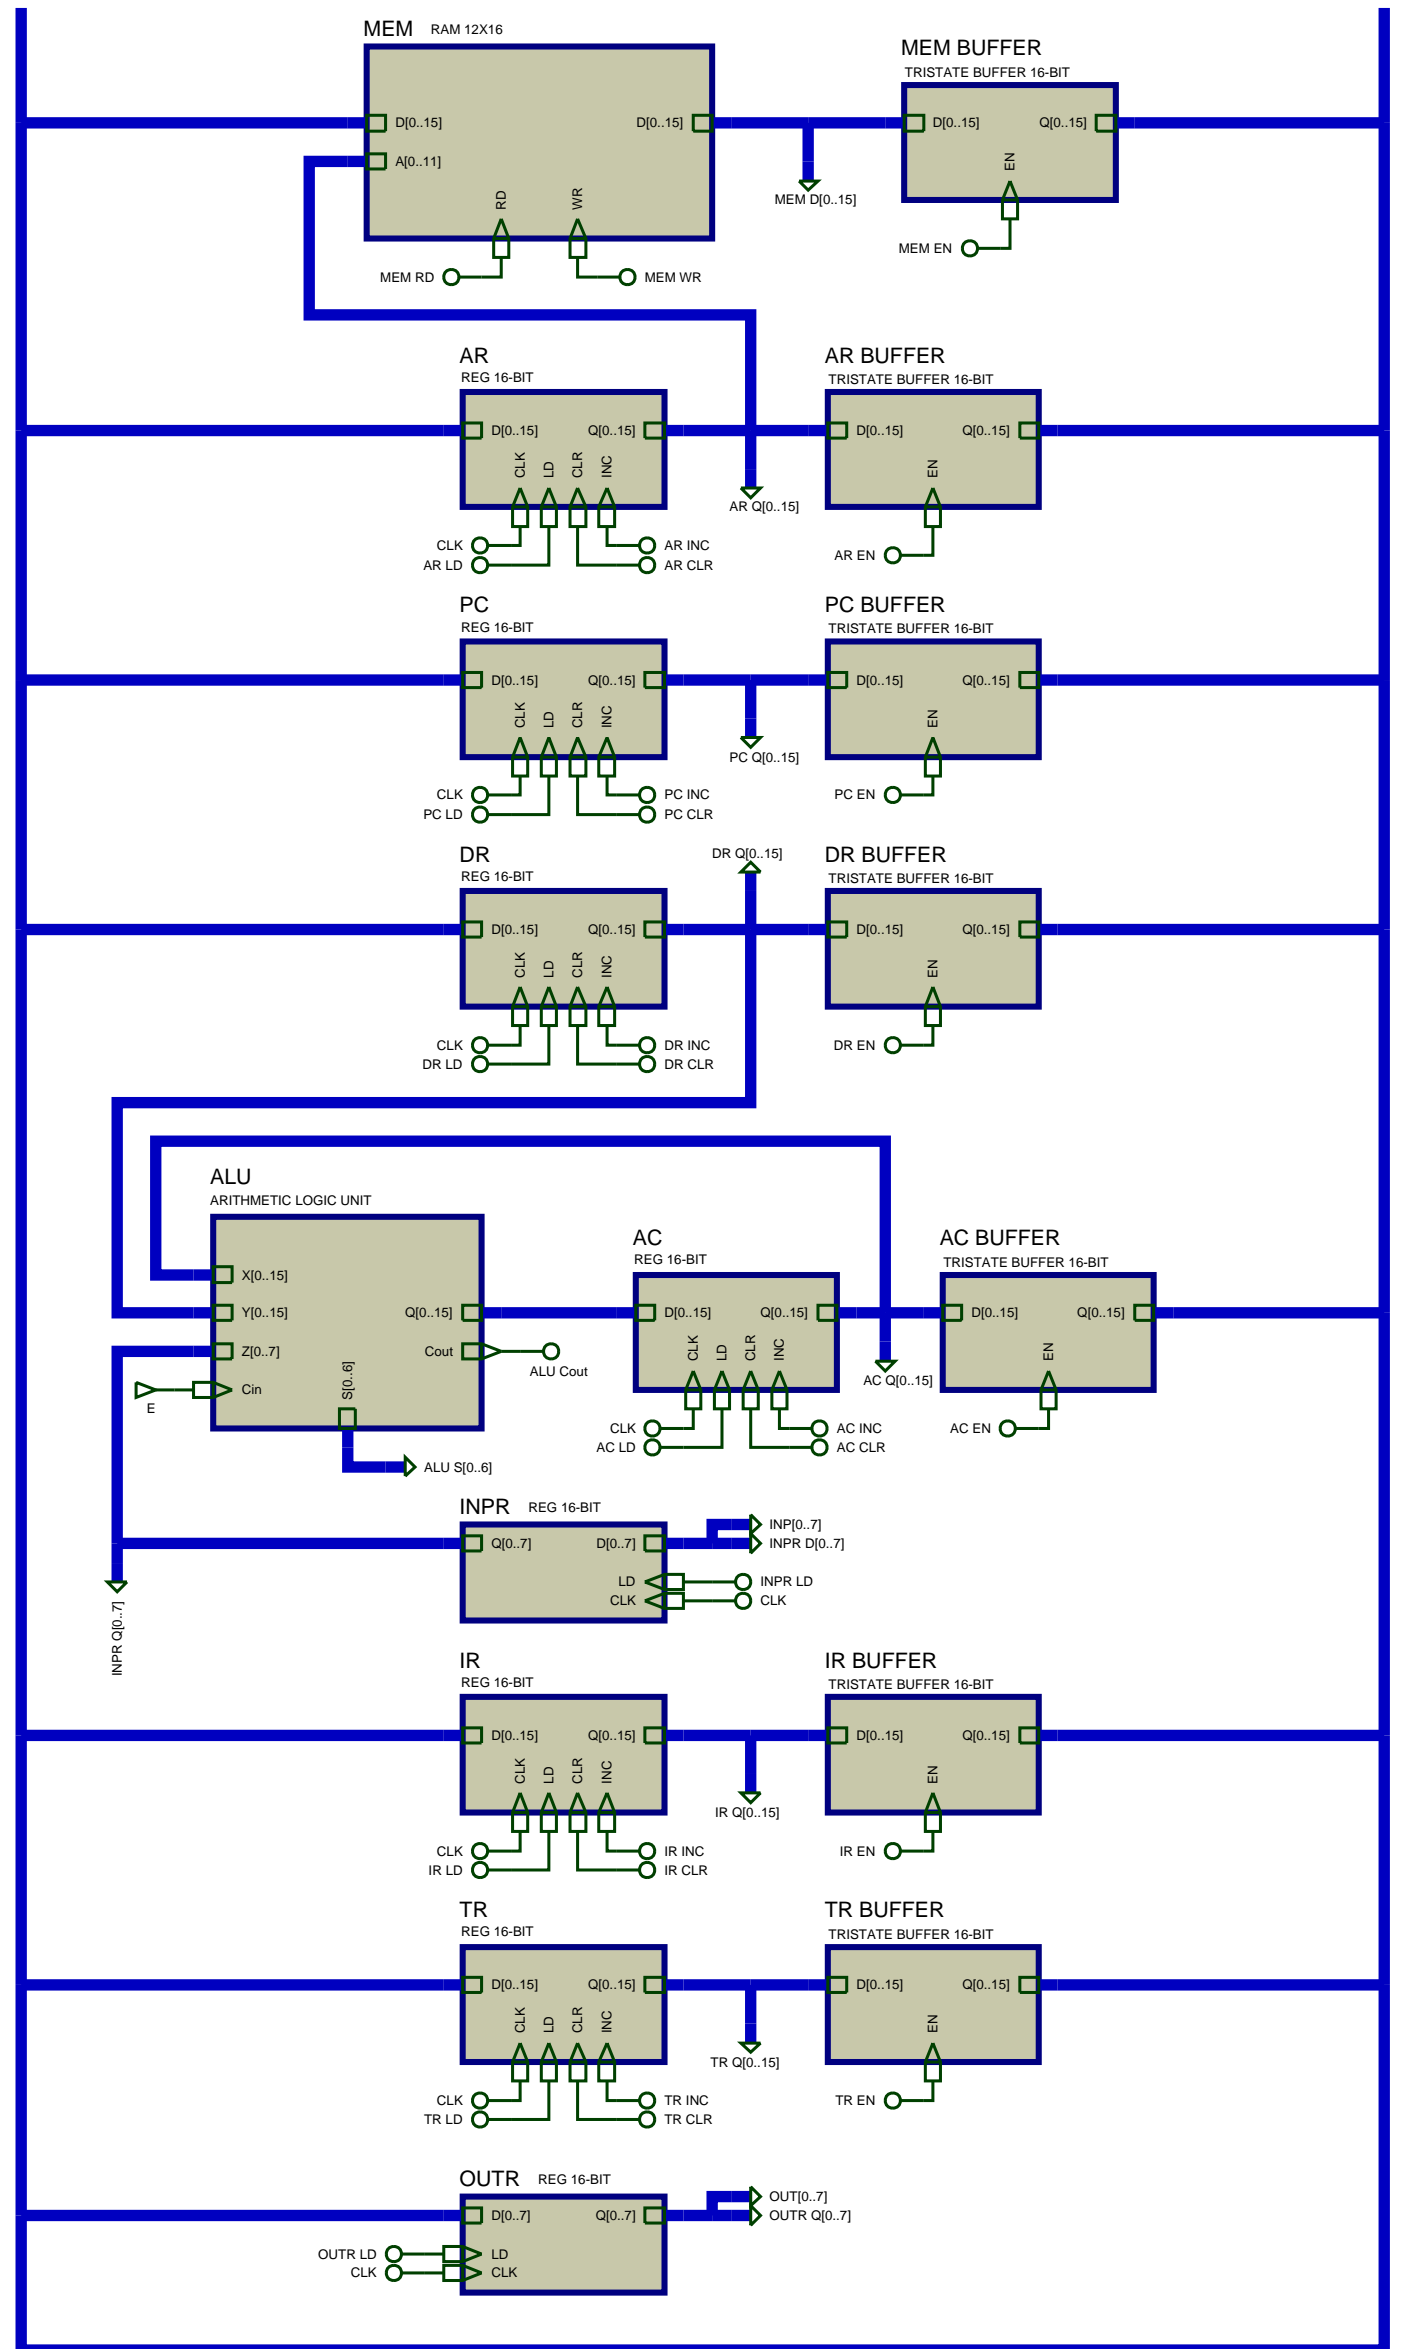 MEM RAM 12X16
MEM BUFFER
TRISTATE BUFFER 16-BIT
D[0..15] D[0..15] D[0..15] Q[0..15]
A[0..11] EN
RD WR
MEM D[0..15]
MEM EN
MEM RD MEM WR
AR AR BUFFER
REG 16-BIT TRISTATE BUFFER 16-BIT
D[0..15] Q[0..15] D[0..15] Q[0..15]
CLK LD CLR INC EN
AR Q[0..15]
CLK AR INC
AR LD AR CLR AR EN
PC PC BUFFER
REG 16-BIT TRISTATE BUFFER 16-BIT
D[0..15] Q[0..15] D[0..15] Q[0..15]
CLK LD CLR INC EN
PC Q[0..15]
CLK PC INC PC EN
PC LD PC CLR
DR DR Q[0..15] DR BUFFER
REG 16-BIT TRISTATE BUFFER 16-BIT
D[0..15] Q[0..15] D[0..15] Q[0..15]
CLK LD CLR INC EN
CLK DR INC DR EN
DR LD DR CLR
ALU
ARITHMETIC LOGIC UNIT
AC AC BUFFER
REG 16-BIT TRISTATE BUFFER 16-BIT
X[0..15]
Y[0..15] Q[0..15] D[0..15] Q[0..15] D[0..15] Q[0..15]
Z[0..7] Cout CLK LD CLR INC EN
ALU Cout AC Q[0..15]
Cin S[0..6]
E
CLK AC INC AC EN
AC LD AC CLR
ALU S[0..6]
INPR REG 16-BIT
INP[0..7]
Q[0..7] D[0..7] INPR D[0..7]
LD INPR LD
CLK CLK
INPR Q[0..7]
IR IR BUFFER
REG 16-BIT TRISTATE BUFFER 16-BIT
D[0..15] Q[0..15] D[0..15] Q[0..15]
CLK LD CLR INC EN
IR Q[0..15]
CLK IR INC IR EN
IR LD IR CLR
TR TR BUFFER
REG 16-BIT TRISTATE BUFFER 16-BIT
D[0..15] Q[0..15] D[0..15] Q[0..15]
CLK LD CLR INC EN
TR Q[0..15]
CLK TR INC TR EN
TR LD TR CLR
OUTR REG 16-BIT
OUT[0..7]
D[0..7] Q[0..7] OUTR Q[0..7]
OUTR LD LD
CLK CLK